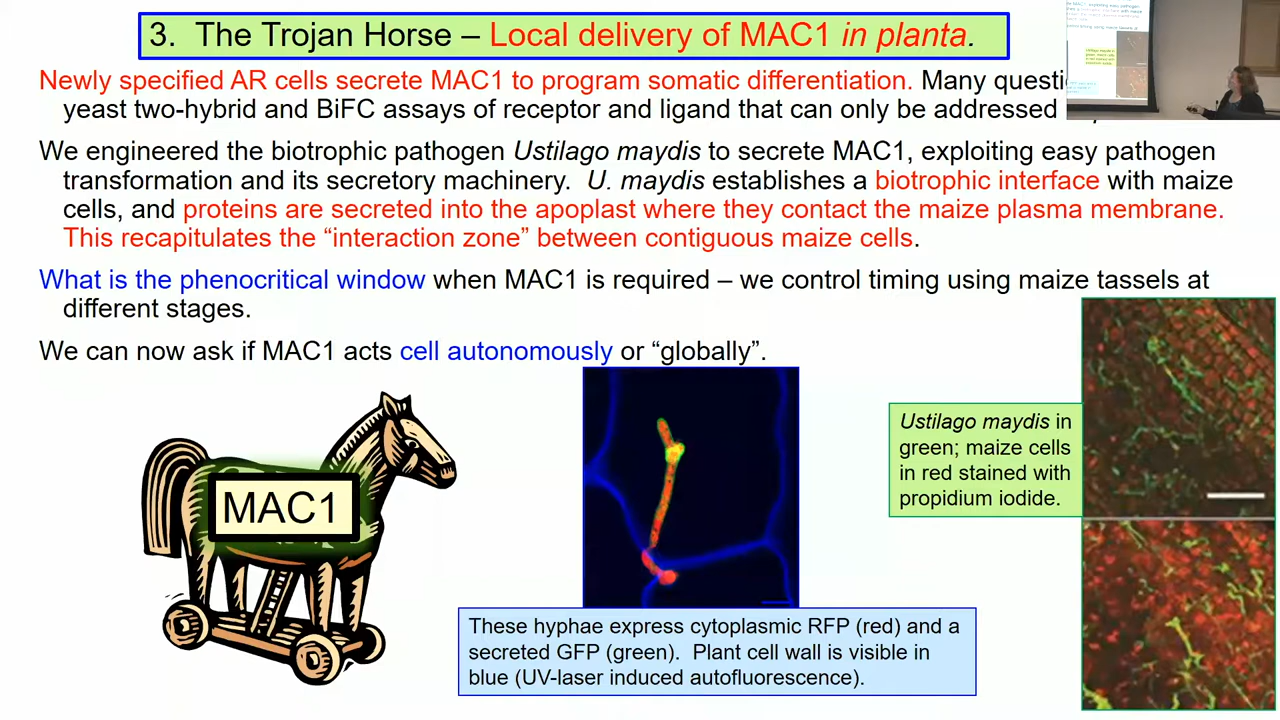 3. The Trojan Horse – Local delivery of MAC1 in planta.
Newly specified AR cells secrete MAC1 to program somatic differentiation. Many
yeast two-hybrid and BiFC assays of receptor and ligand that can only be addressed
We engineered the biotrophic pathogen Ustilago maydis to secrete MAC1, exploiting easy pathogen
transformation and its secretory machinery. U. maydis establishes a biotrophic interface with maize
cells, and proteins are secreted into the apoplast where they contact the maize plasma membrane.
This recapitulates the “interaction zone” between contiguous maize cells.
What is the phenocritical window when MAC1 is required – we control timing using maize tassels at
different stages.
We can now ask if MAC1 acts cell autonomously or “globally”.
Ustilago maydis in
green; maize cells
in red stained with
propidium iodide.
MAC1
These hyphae express cytoplasmic RFP (red) and a
secreted GFP (green). Plant cell wall is visible in
blue (UV-laser induced autofluorescence).